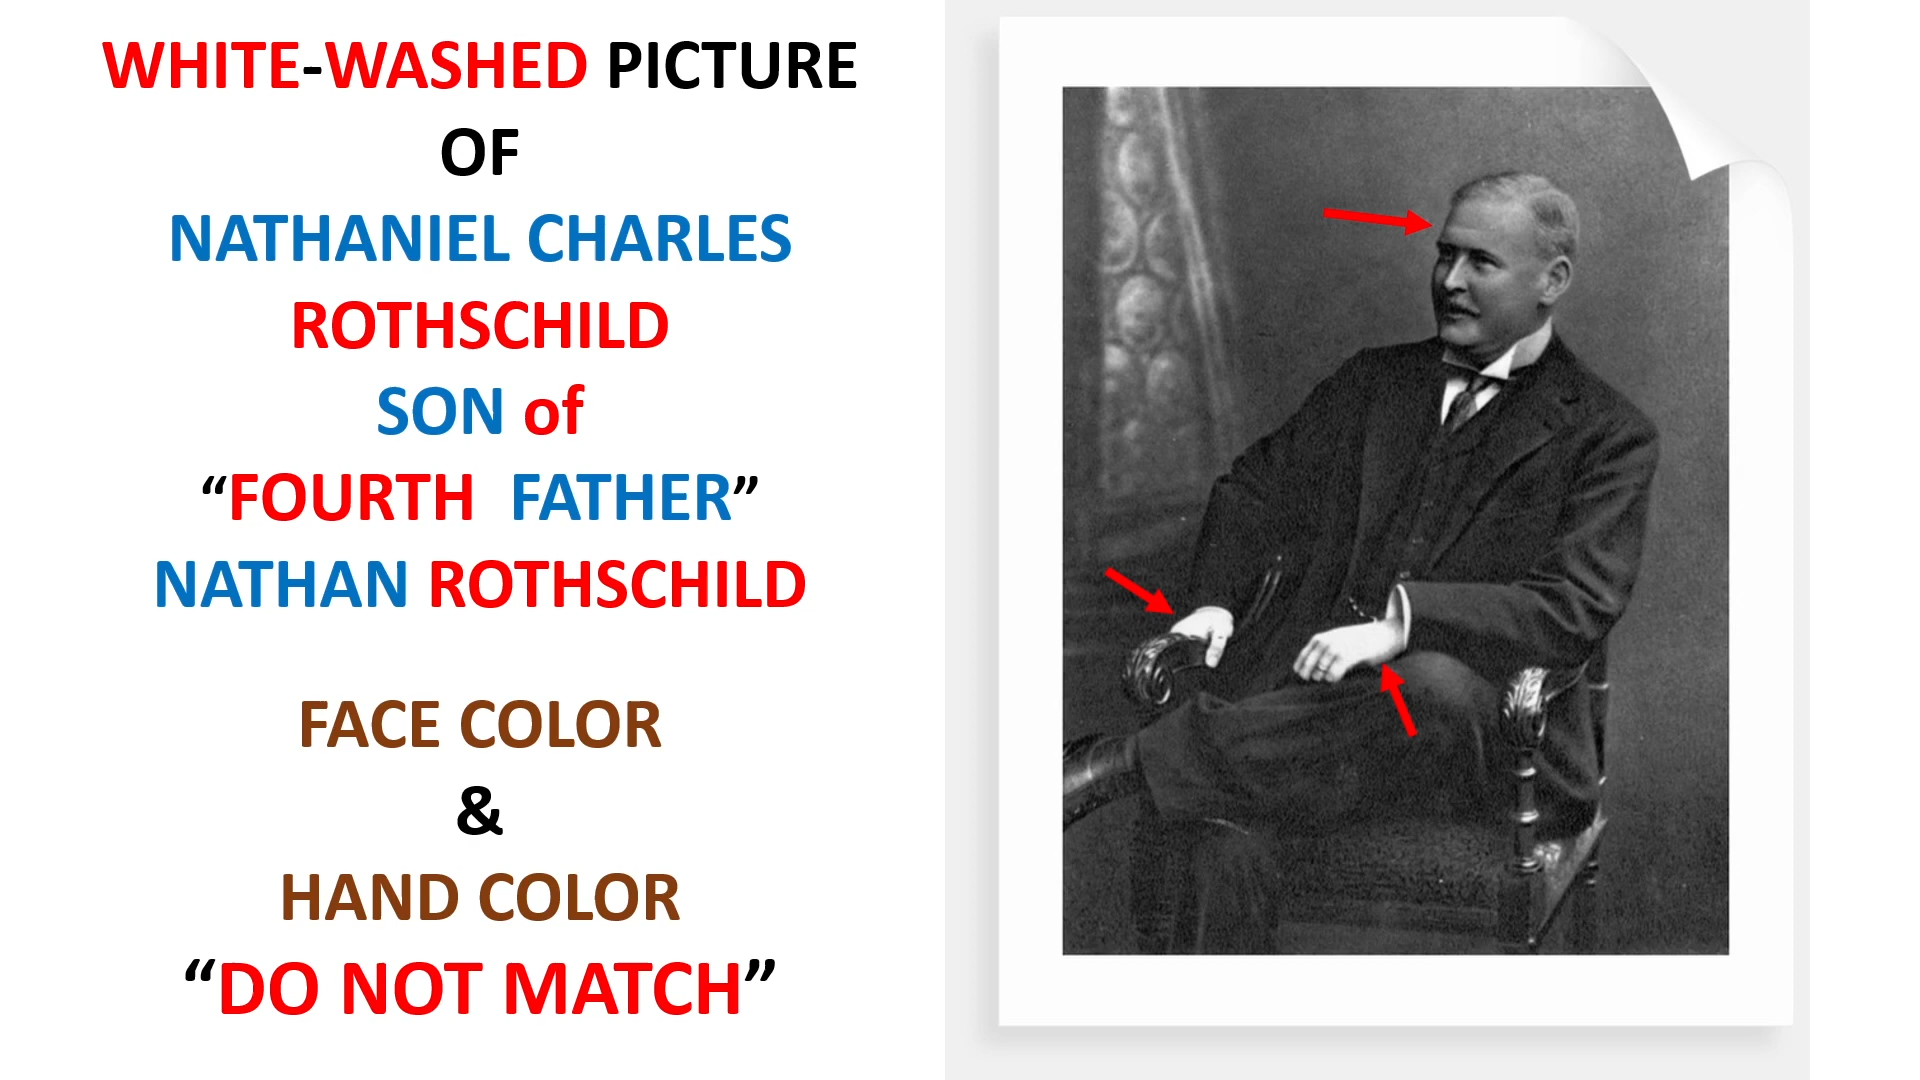 WHITE-WASHED PICTURE
OF
NATHANIEL CHARLES
ROTHSCHILD
SON of
“FOURTH  FATHER”
NATHAN ROTHSCHILD
FACE COLOR
&
HAND COLOR
“DO NOT MATCH”